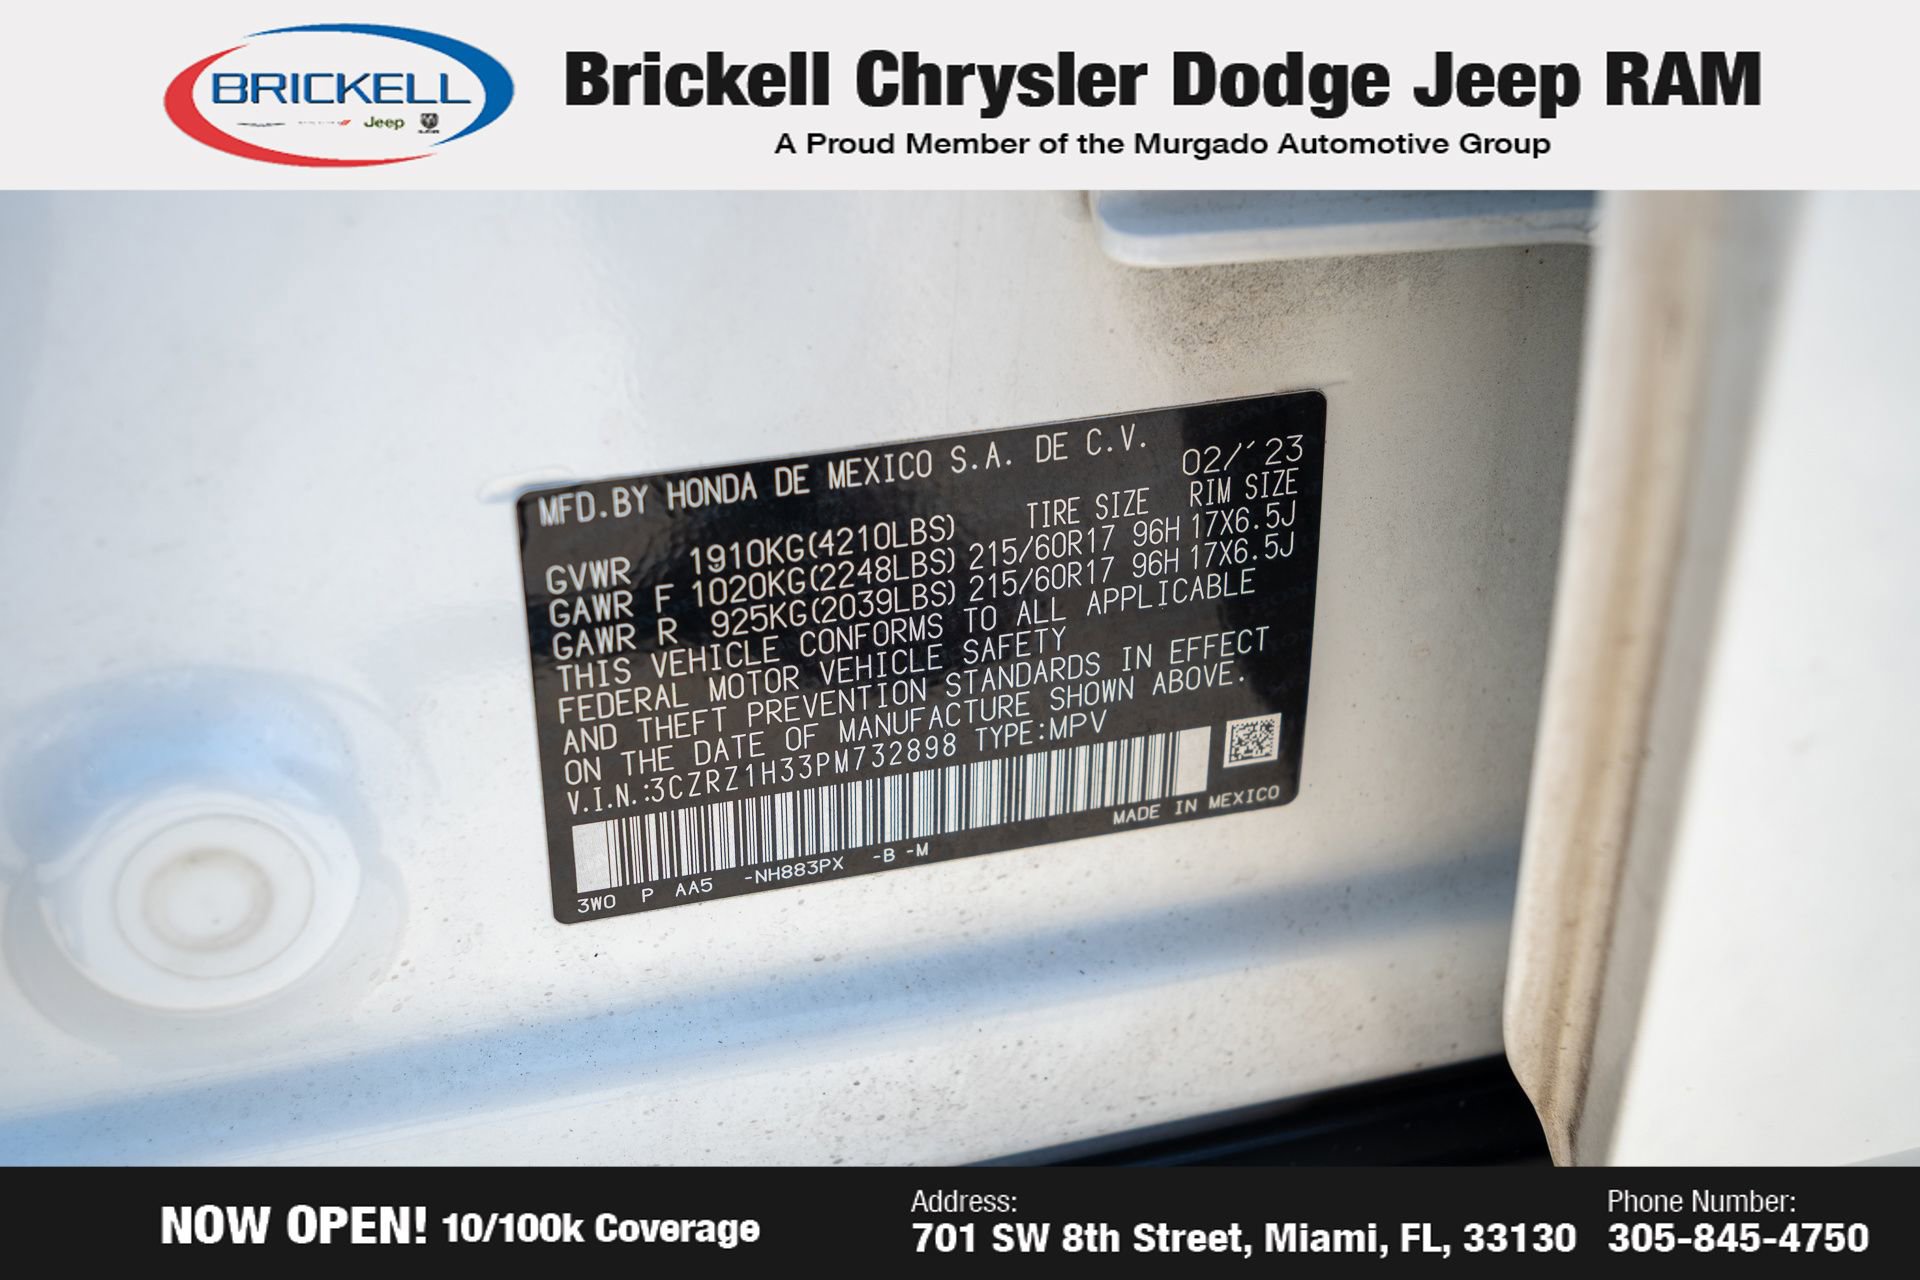 BRICKELL
Jeep
Brickell Chrysler Dodge Jeep RAM
A Proud Member of the Murgado Automotive Group
MFD.BY HONDA DE MEXICO S.A. DE C.V. 02/'23
TIRE SIZE RIM SIZE
GVWR 1910KG(4210LBS)
GAWR F 1020KG(2248LBS) 215/60R17 96H 17X6.5J
GAWR R 925KG(2039LBS) 215/60R17 96H 17X6.5J
THIS VEHICLE CONFORMS TO ALL APPLICABLE
FEDERAL MOTOR VEHICLE SAFETY
AND THEFT PREVENTION STANDARDS IN EFFECT
ON THE DATE OF MANUFACTURE SHOWN ABOVE.
V.I.N.:3CZRZ1H33PM732898 TYPE:MPV
MADE IN MEXICO
3W0 P AA5 -NH883PX -B -M
NOW OPEN! 10/100k Coverage
Address:
701 SW 8th Street, Miami, FL, 33130
Phone Number:
305-845-4750